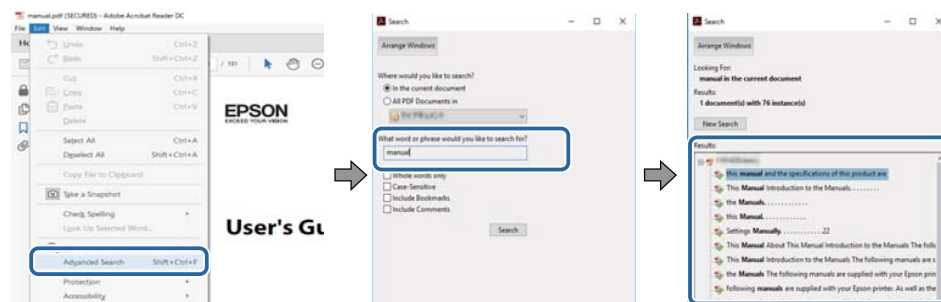 manual.pdf (SECURED) - Adobe Acrobat Reader DC
File Edit View Window Help
Undo Ctrl+Z
Redo Shift+Ctrl+Z
Cut Ctrl+X
Copy Ctrl+C
Paste Ctrl+V
Delete
Select All Ctrl+A
Deselect All Shift+Ctrl+A
Copy File to Clipboard
Take a Snapshot
Check Spelling
Look Up Selected Word...
Advanced Search Shift+Ctrl+F
Protection
Accessibility
/ 191
EPSON
EXCEED YOUR VISION
User's Gu
Search
Arrange Windows
Where would you like to search?
In the current document
All PDF Documents in
What word or phrase would you like to search for?
manual
Whole words only
Case-Sensitive
Include Bookmarks
Include Comments
Search
Search
Arrange Windows
Looking For:
manual in the current document
Results:
1 document(s) with 76 instance(s)
New Search
Results:
this manual and the specifications of this product are
This Manual Introduction to the Manuals. . . . . . . . .
the Manuals. . . . . . . . . . . . .
this Manual. . . . . . . . . . . . .
Settings Manually. . . . . . . . . . . . .22
This Manual About This Manual Introduction to the Manuals The follo
This Manual Introduction to the Manuals The following manuals are s
the Manuals The following manuals are supplied with your Epson prin
following manuals are supplied with your Epson printer. As well as the